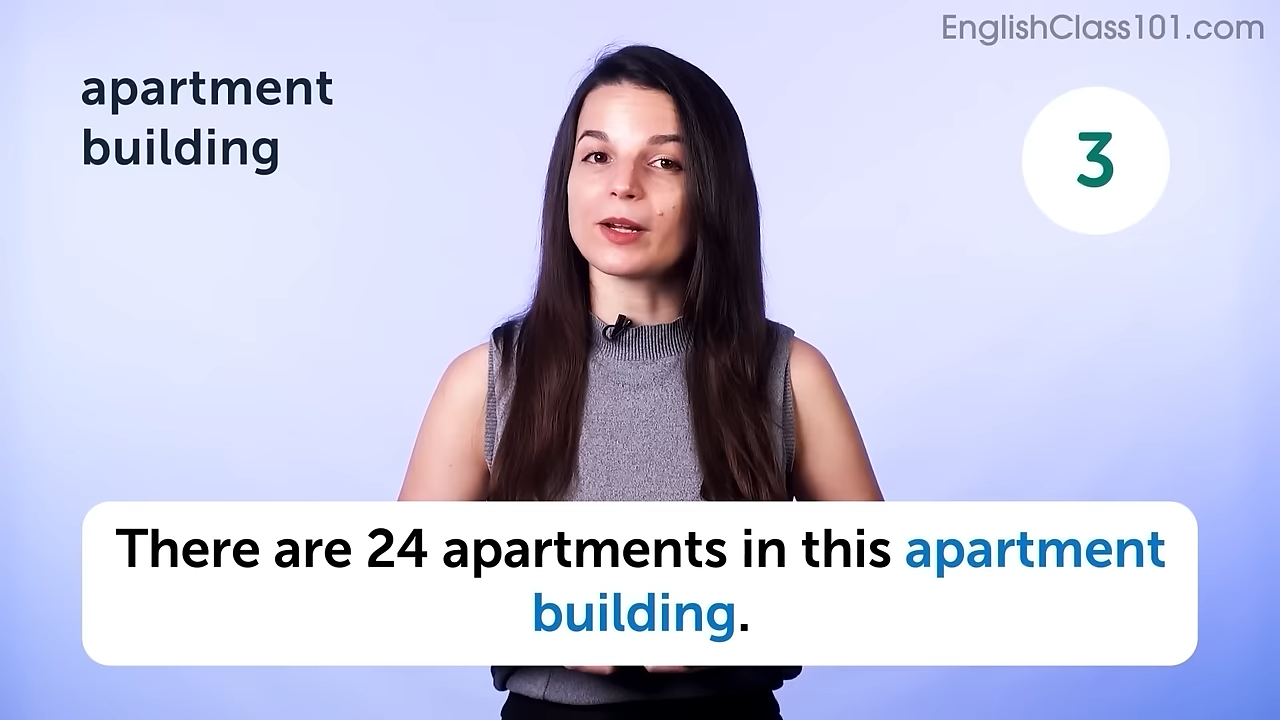 EnglishClass101.com
apartment
building
3
There are 24 apartments in this apartment
building.